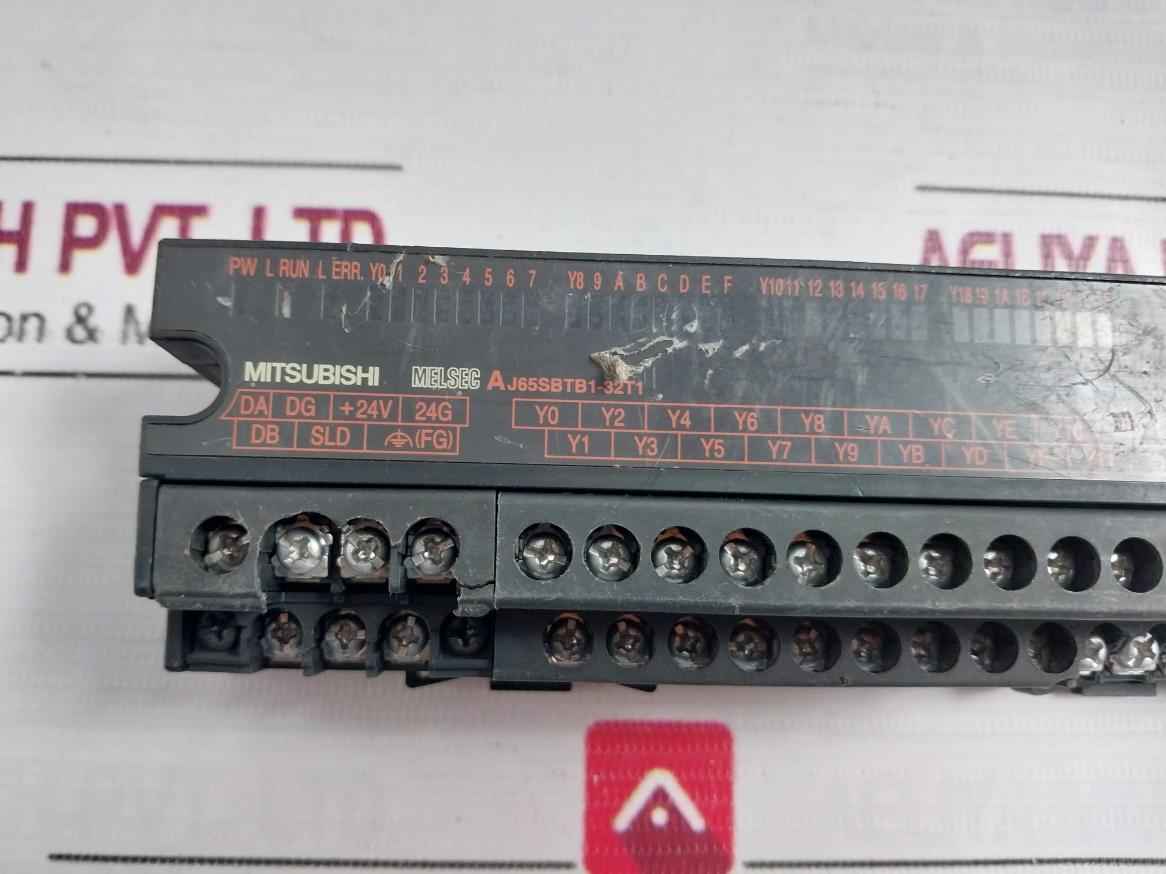 H PVT. LTD
on &
PW L RUN L ERR. Y0 1 2 3 4 5 6 7 Y8 9 A B C D E F Y10 11 12 13 14 15 16 17 Y18 19 1A 1B
MITSUBISHI MELSEC AJ65SBTB1-32T1
DA DG +24V 24G Y0 Y2 Y4 Y6 Y8 YA YC YE
DB SLD (FG) Y1 Y3 Y5 Y7 Y9 YB YD